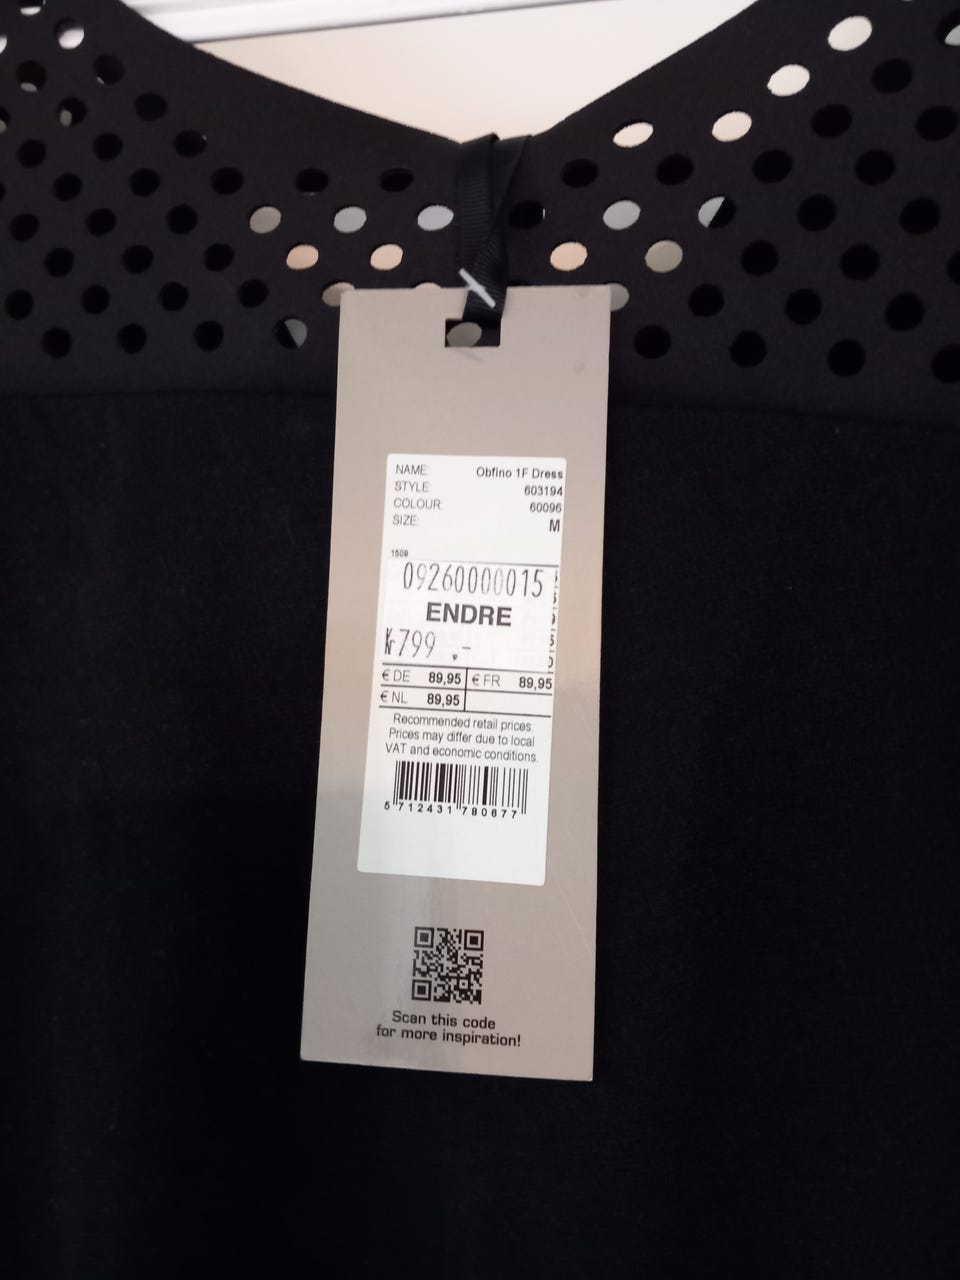 NAME: Obfino 1F Dress
STYLE: 603194
COLOUR: 60096
SIZE: M
1509
09260000015
ENDRE
Kr 799,-
€ DE 89,95 € FR 89,95
€ NL 89,95
Recommended retail prices.
Prices may differ due to local
VAT and economic conditions.
5 712431 780677
Scan this code
for more inspiration!